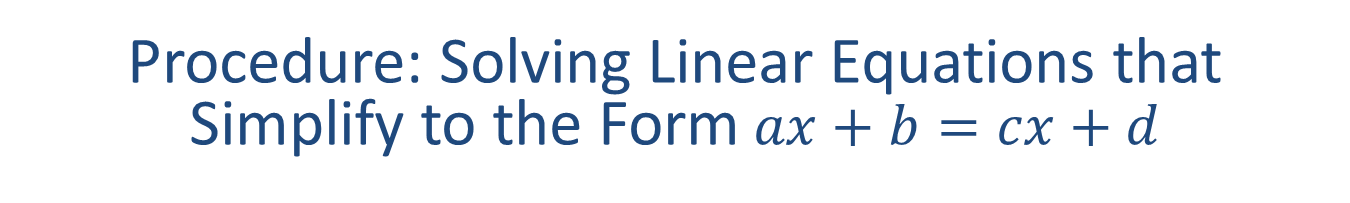 Procedure: Solving Linear Equations that
Simplify to the Form ax + b = cx + d